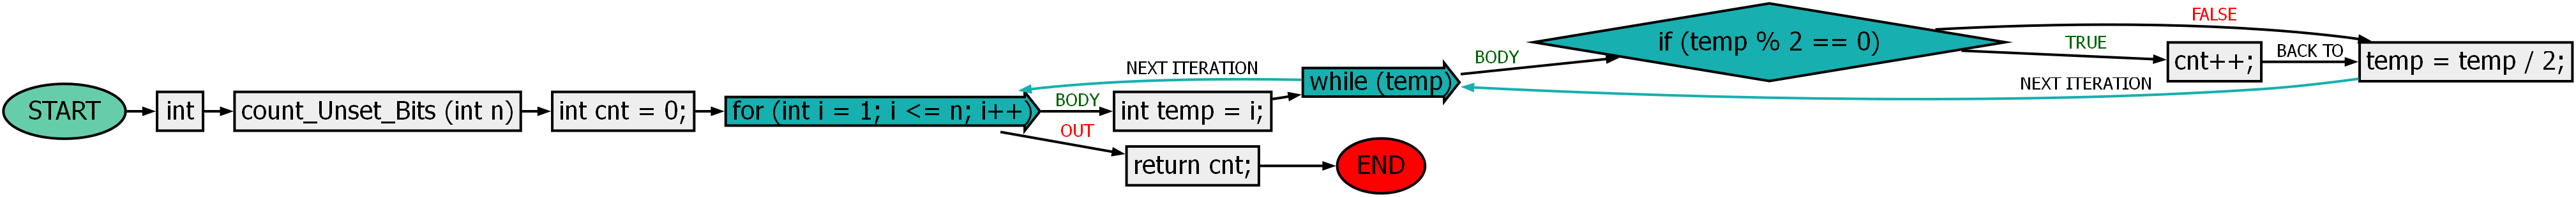 START
int
count_Unset_Bits (int n)
int cnt = 0;
for (int i = 1; i <= n; i++)
NEXT ITERATION
BODY
int temp = i;
OUT
return cnt;
END
while (temp)
BODY
if (temp % 2 == 0)
FALSE
TRUE
cnt++;
BACK TO
temp = temp / 2;
NEXT ITERATION